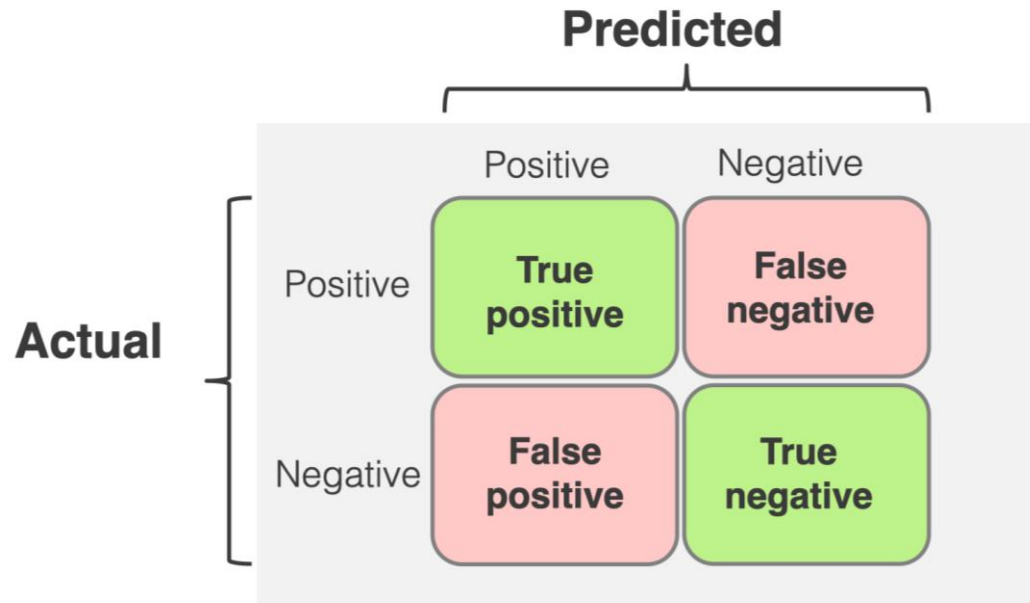 Predicted
Positive Negative
Actual
Positive
True
positive
False
negative
Negative
False
positive
True
negative